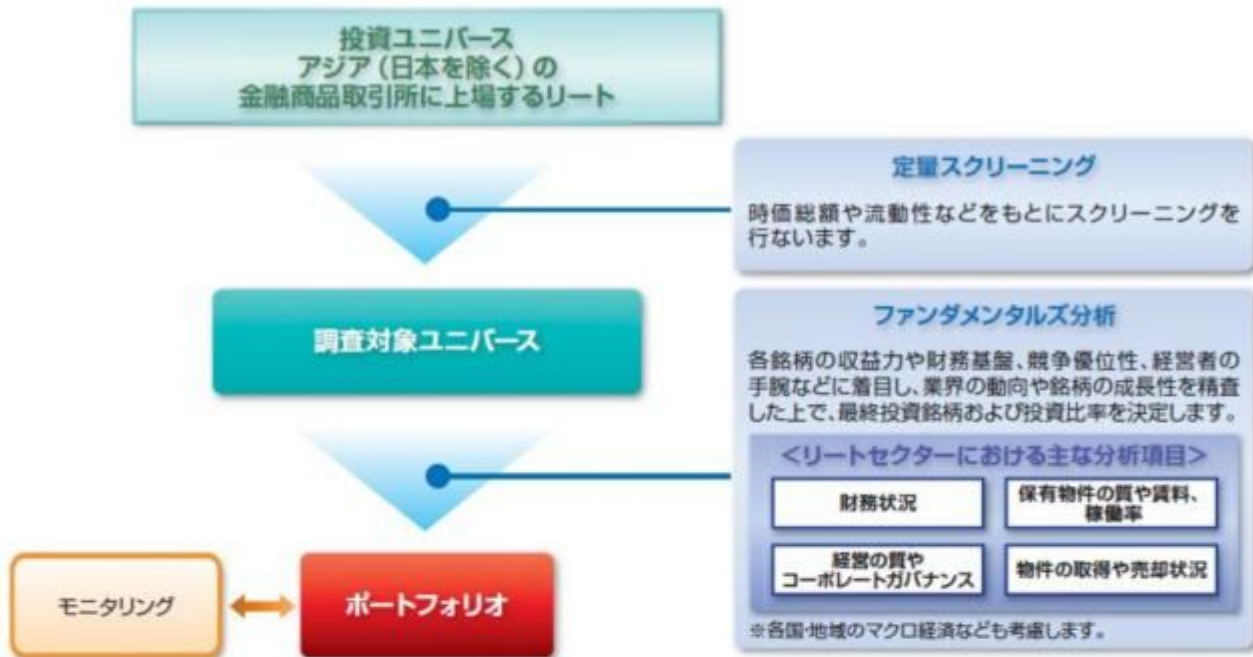 投資ユニバース
アジア（日本を除く）の
金融商品取引所に上場するリート
定量スクリーニング
時価総額や流動性などをもとにスクリーニングを
行ないます。
調査対象ユニバース
ファンダメンタルズ分析
各銘柄の収益力や財務基盤、競争優位性、経営者の
手腕などに着目し、業界の動向や銘柄の成長性を精査
した上で、最終投資銘柄および投資比率を決定します。
＜リートセクターにおける主な分析項目＞
財務状況
保有物件の質や賃料、
稼働率
経営の質や
コーポレートガバナンス
物件の取得や売却状況
※各国・地域のマクロ経済なども考慮します。
モニタリング
ポートフォリオ